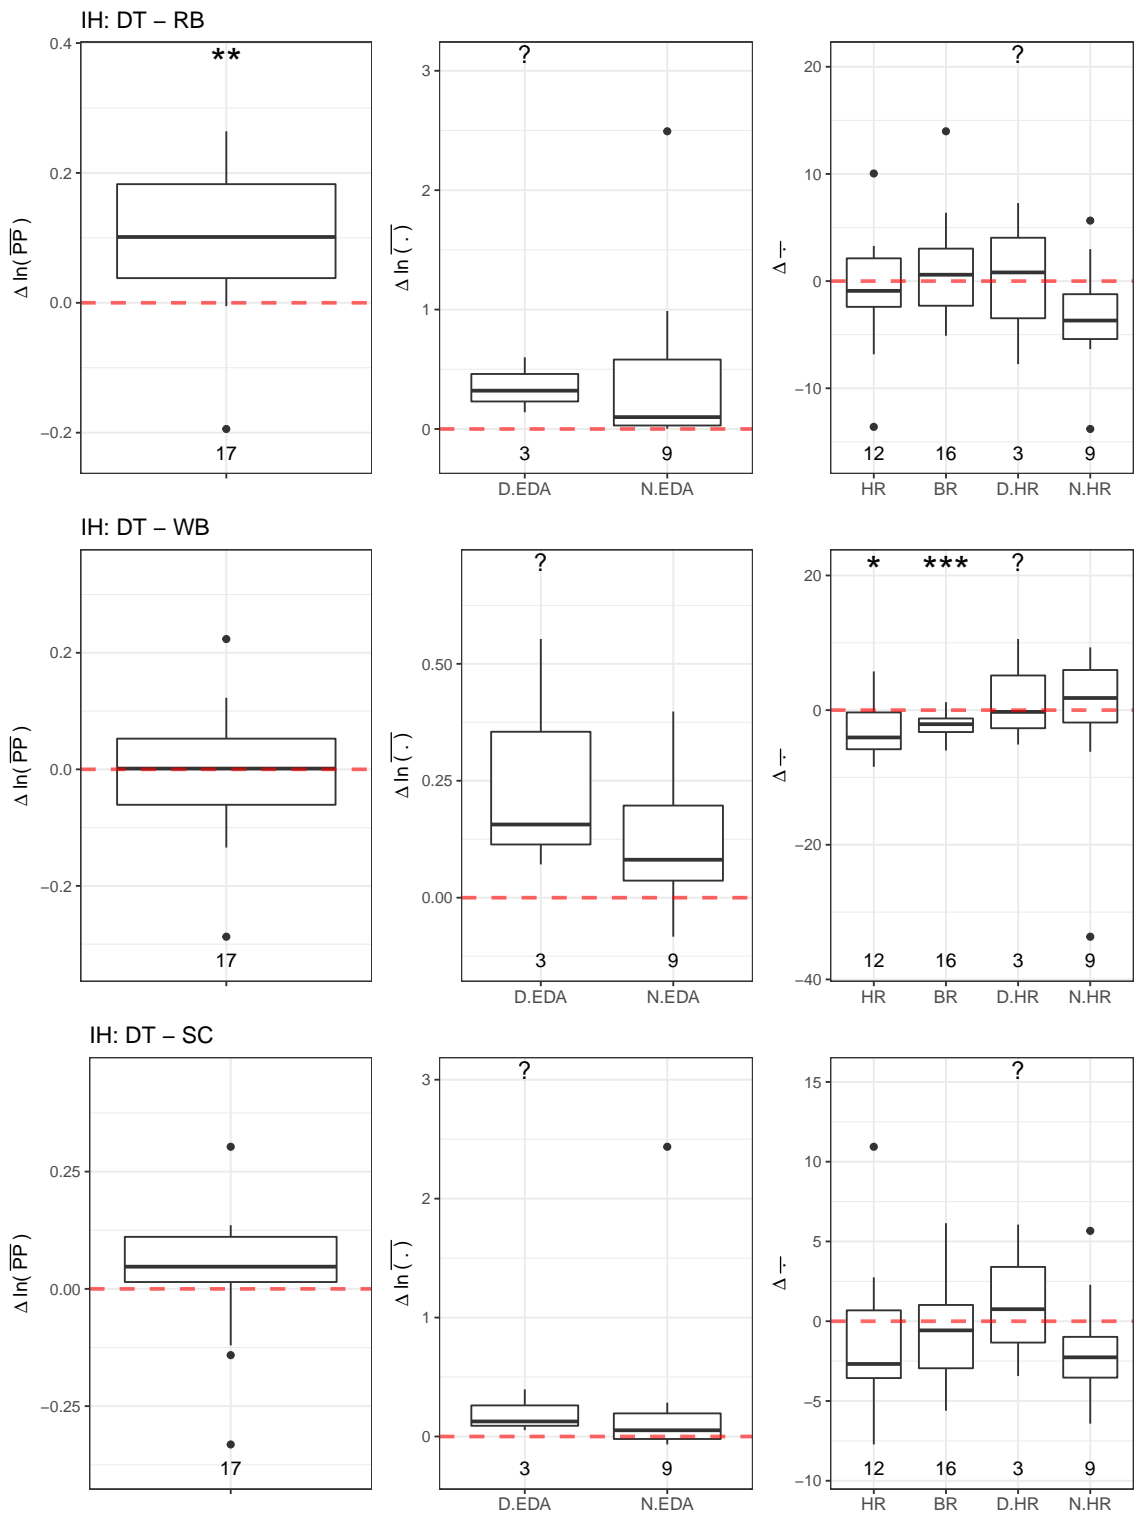 IH: DT − RB
Δ ln( PP )
0.4
0.2
0.0
−0.2
**
17
Δ ln( . )
3
2
1
0
?
3
9
D.EDA
N.EDA
Δ .
20
10
0
−10
?
12
16
3
9
HR
BR
D.HR
N.HR
IH: DT − WB
Δ ln( PP )
0.2
0.0
−0.2
17
Δ ln( . )
0.50
0.25
0.00
?
3
9
D.EDA
N.EDA
Δ .
20
0
−20
−40
*
***
?
12
16
3
9
HR
BR
D.HR
N.HR
IH: DT − SC
Δ ln( PP )
0.25
0.00
−0.25
17
Δ ln( . )
3
2
1
0
?
3
9
D.EDA
N.EDA
Δ .
15
10
5
0
−5
−10
?
12
16
3
9
HR
BR
D.HR
N.HR